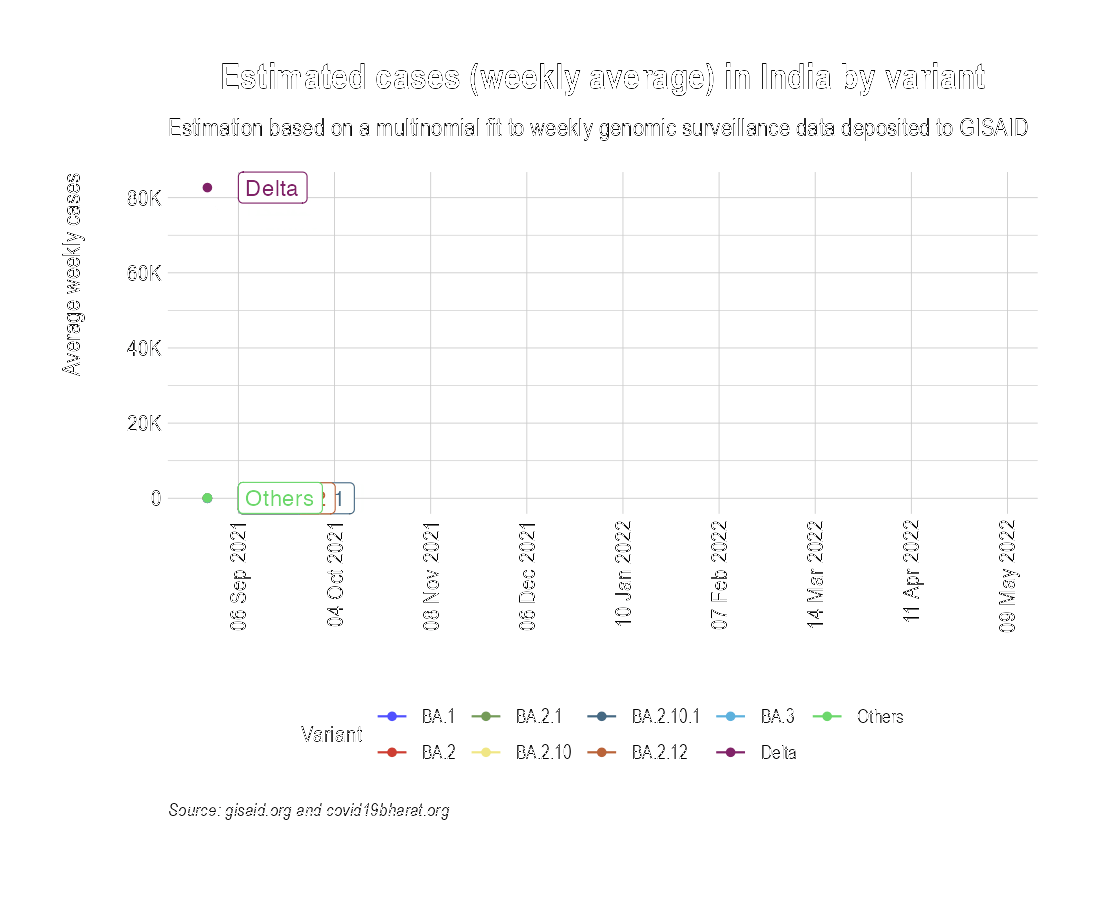 Estimated cases (weekly average) in India by variant
Estimation based on a multinomial fit to weekly genomic surveillance data deposited to GISAID
Average weekly cases
80K
60K
40K
20K
0
Delta
Others
1
06 Sep 2021
04 Oct 2021
08 Nov 2021
06 Dec 2021
10 Jan 2022
07 Feb 2022
14 Mar 2022
11 Apr 2022
09 May 2022
Variant
BA.1 BA.2.1 BA.2.10.1 BA.3 Others
BA.2 BA.2.10 BA.2.12 Delta
Source: gisaid.org and covid19bharat.org